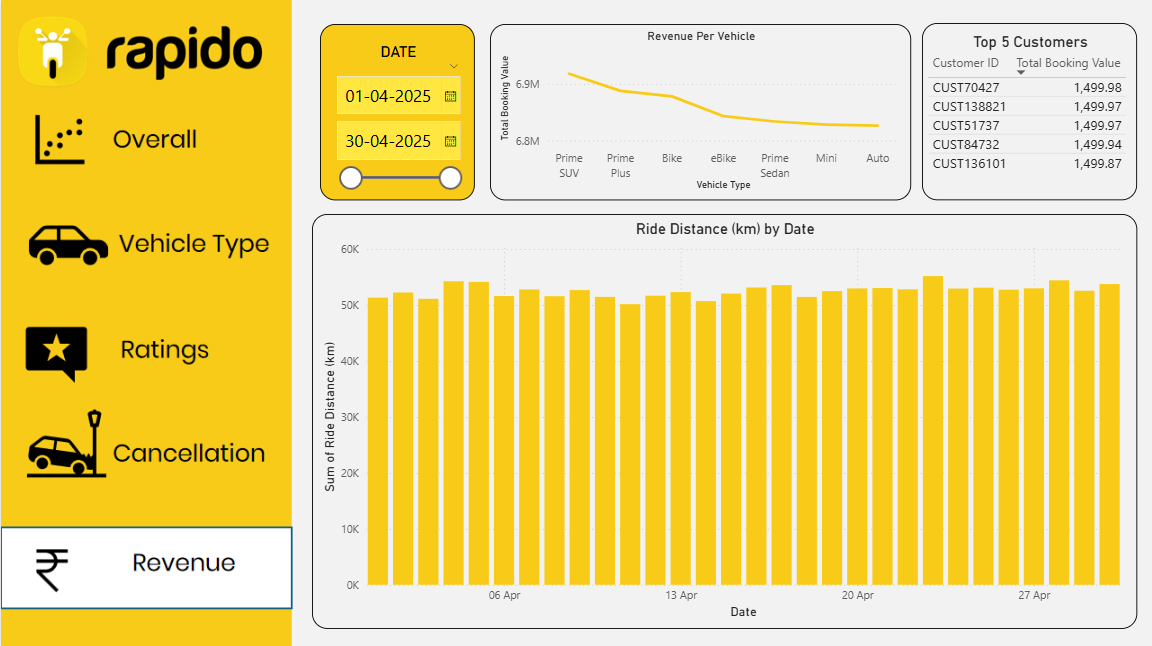 rapido
Overall
Vehicle Type
Ratings
Cancellation
Revenue
DATE
01-04-2025
30-04-2025
Revenue Per Vehicle
Total Booking Value
6.9M
6.8M
Prime SUV
Prime Plus
Bike
eBike
Prime Sedan
Mini
Auto
Vehicle Type
Top 5 Customers
Customer ID Total Booking Value
CUST70427 1,499.98
CUST138821 1,499.97
CUST51737 1,499.97
CUST84732 1,499.94
CUST136101 1,499.87
Ride Distance (km) by Date
Sum of Ride Distance (km)
60K
50K
40K
30K
20K
10K
0K
06 Apr 13 Apr 20 Apr 27 Apr
Date